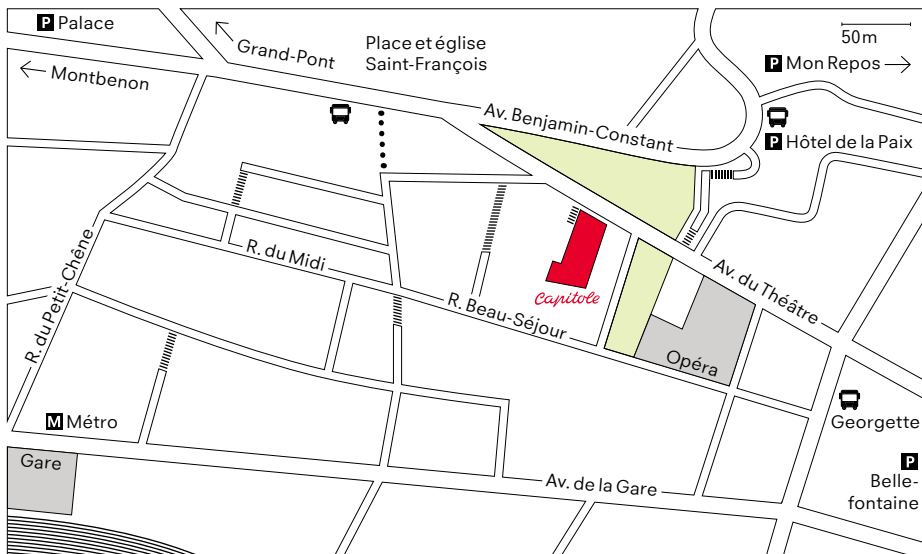 P Palace
Grand-Pont
Montbenon
Place et église
Saint-François
50m
P Mon Repos
Av. Benjamin-Constant
P Hôtel de la Paix
R. du Midi
R. du Petit-Chêne
Capitole
R. Beau-Séjour
Av. du Théâtre
Opéra
M Métro
Gare
Av. de la Gare
Georgette
P
Belle-
fontaine